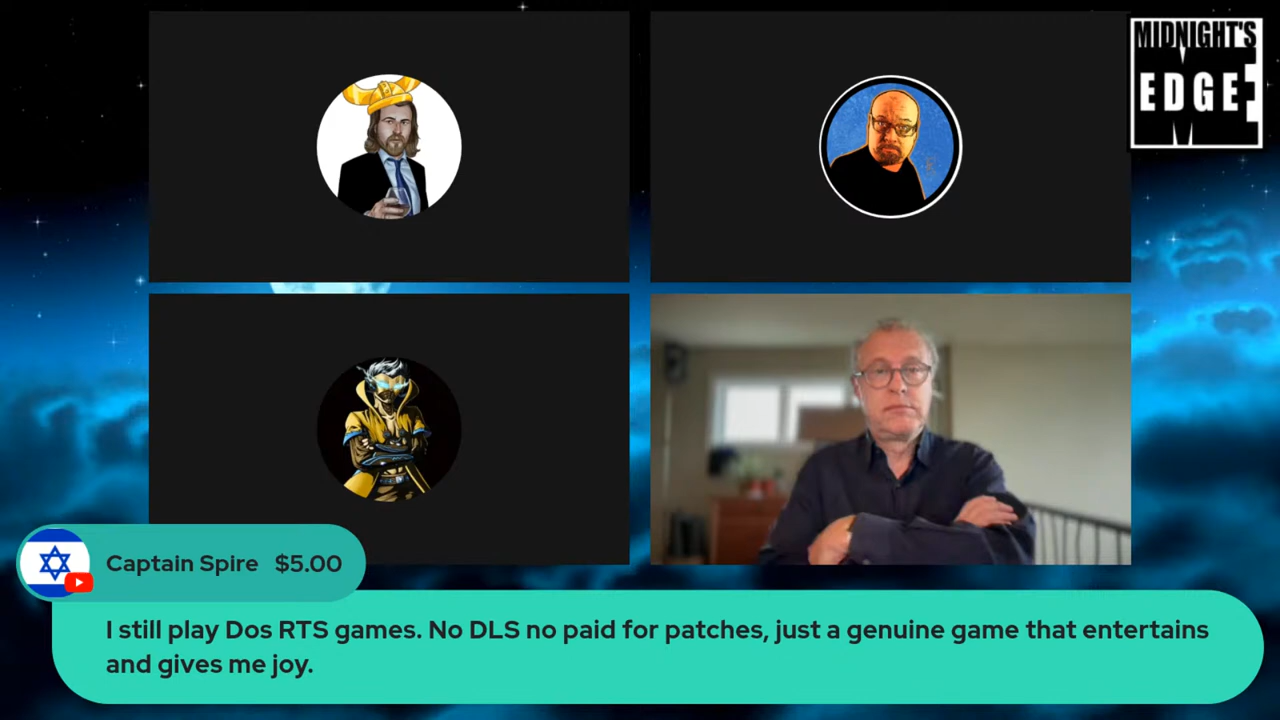 MIDNIGHT'S
EDGE
Captain Spire $5.00
I still play Dos RTS games. No DLS no paid for patches, just a genuine game that entertains
and gives me joy.